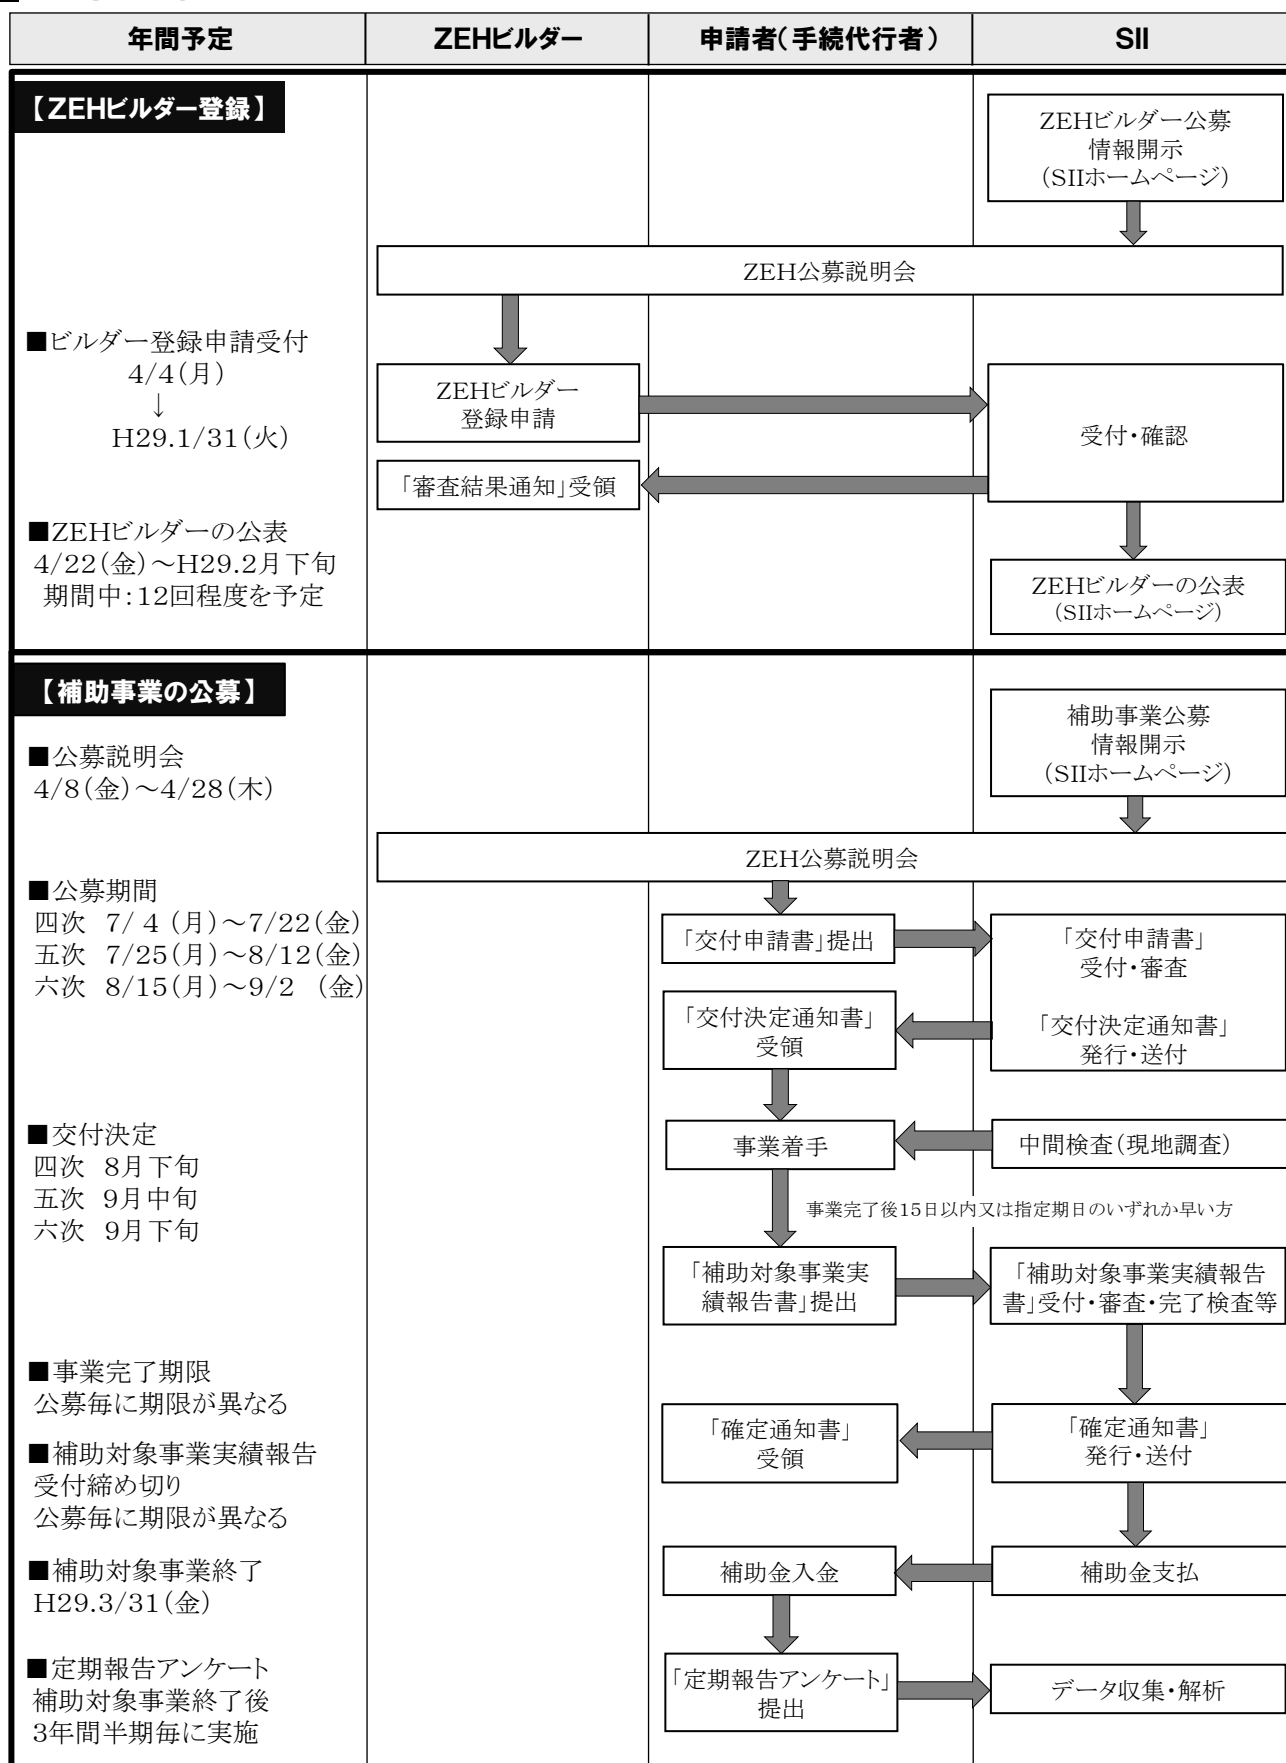 年間予定
ZEHビルダー
申請者(手続代行者)
SII
【ZEHビルダー登録】
ZEHビルダー公募
情報開示
(SIIホームページ)
ZEH公募説明会
■ビルダー登録申請受付
4/4(月)
↓
H29.1/31(火)
ZEHビルダー
登録申請
受付・確認
「審査結果通知」受領
■ZEHビルダーの公表
4/22(金)～H29.2月下旬
期間中:12回程度を予定
ZEHビルダーの公表
(SIIホームページ)
【補助事業の公募】
補助事業公募
情報開示
(SIIホームページ)
■公募説明会
4/8(金)～4/28(木)
ZEH公募説明会
■公募期間
四次 7/ 4 (月)～7/22(金)
五次 7/25(月)～8/12(金)
六次 8/15(月)～9/2 (金)
「交付申請書」提出
「交付申請書」
受付・審査
「交付決定通知書」
受領
「交付決定通知書」
発行・送付
■交付決定
四次 8月下旬
五次 9月中旬
六次 9月下旬
事業着手
中間検査(現地調査)
事業完了後15日以内又は指定期日のいずれか早い方
「補助対象事業実
績報告書」提出
「補助対象事業実績報告
書」受付・審査・完了検査等
■事業完了期限
公募毎に期限が異なる
「確定通知書」
受領
「確定通知書」
発行・送付
■補助対象事業実績報告
受付締め切り
公募毎に期限が異なる
■補助対象事業終了
H29.3/31(金)
補助金入金
補助金支払
■定期報告アンケート
補助対象事業終了後
3年間半期毎に実施
「定期報告アンケート」
提出
データ収集・解析